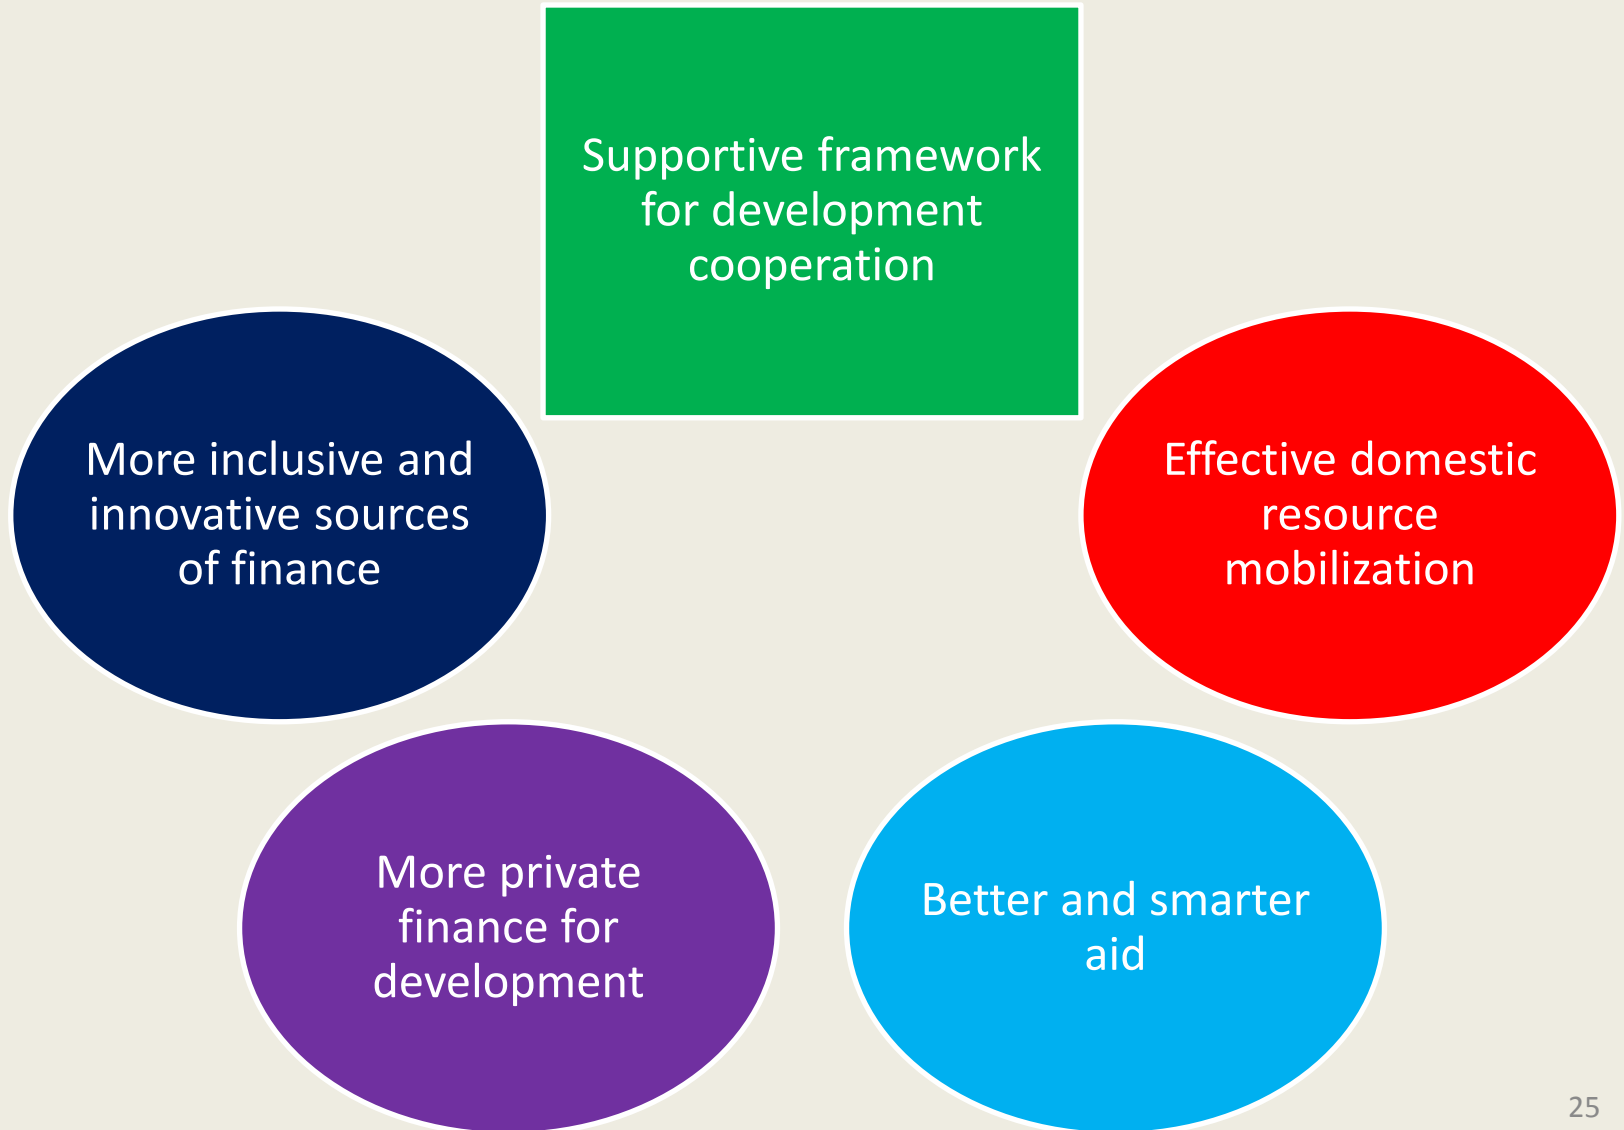 Supportive framework
for development
cooperation
More inclusive and
innovative sources
of finance
Effective domestic
resource
mobilization
More private
finance for
development
Better and smarter
aid
25